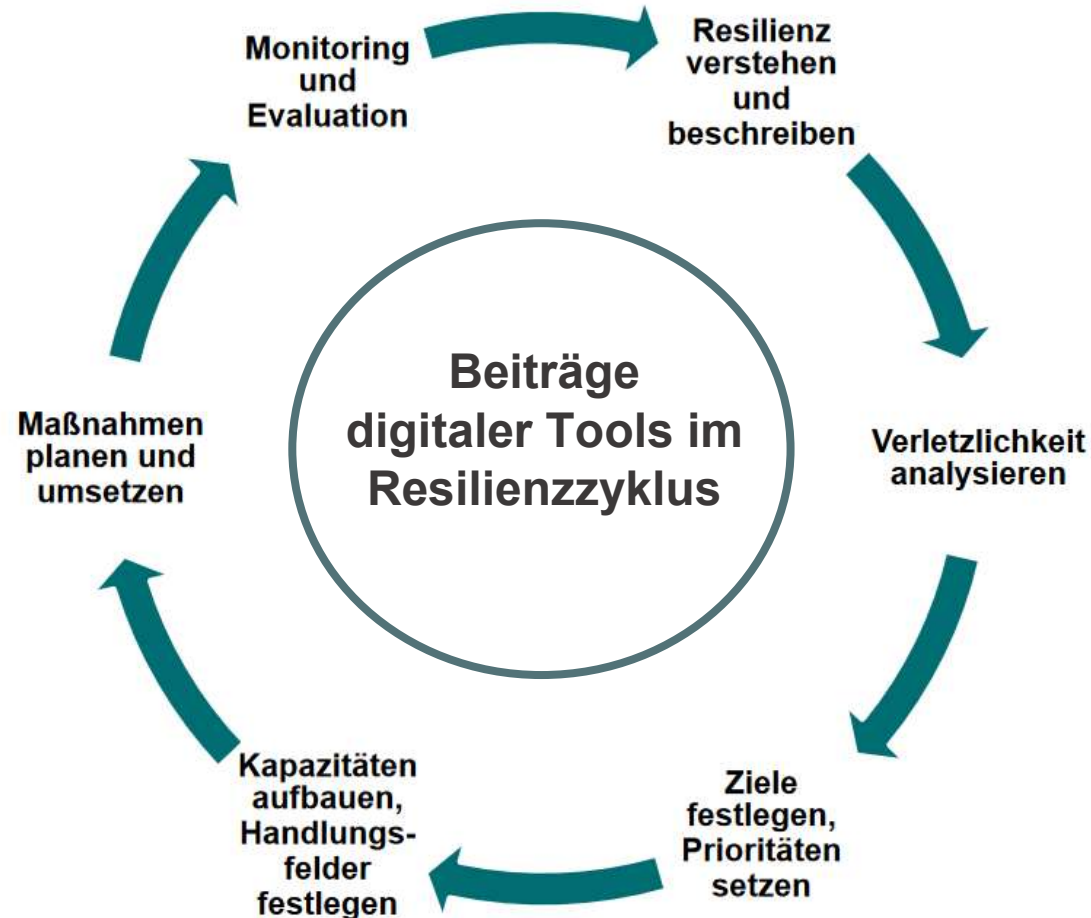 Monitoring
und
Evaluation
Resilienz
verstehen
und
beschreiben
Beiträge
digitaler Tools im
Resilienzzyklus
Maßnahmen
planen und
umsetzen
Verletzlichkeit
analysieren
Kapazitäten
aufbauen,
Handlungs-
felder
festlegen
Ziele
festlegen,
Prioritäten
setzen